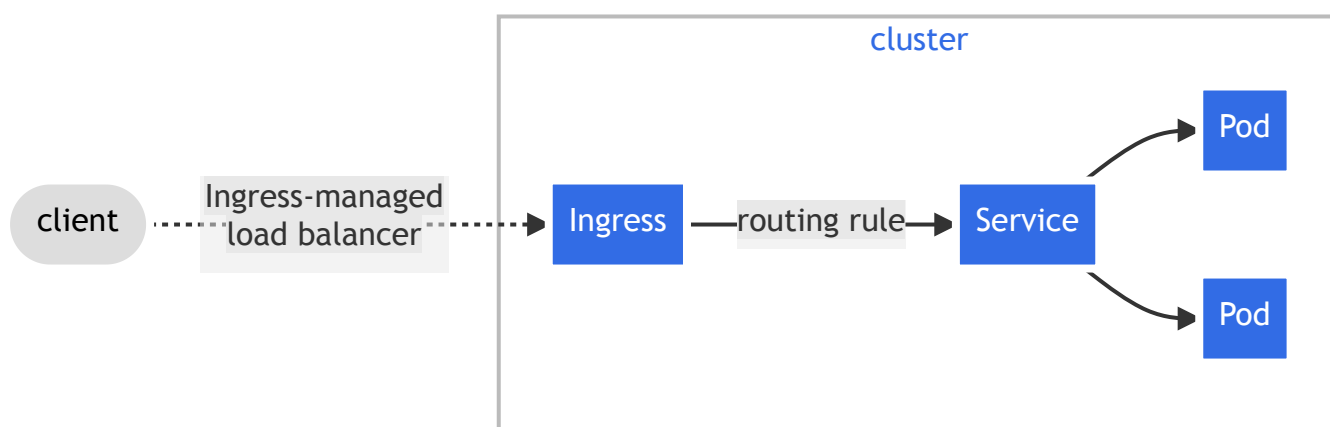 cluster
client
Ingress-managed
load balancer
Ingress
routing rule
Service
Pod
Pod